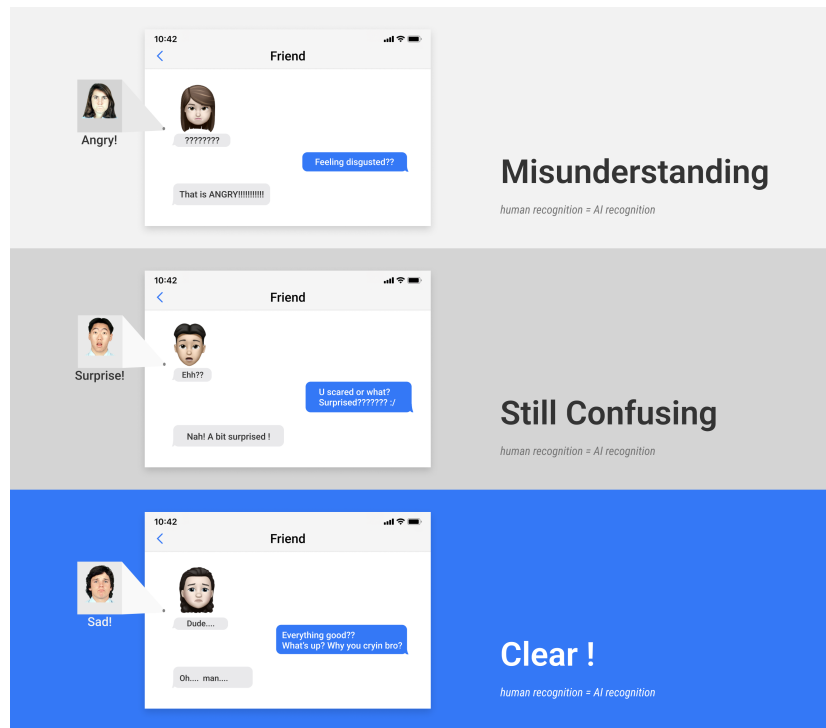 10:42
Friend
Angry!
????????
Feeling disgusted??
That is ANGRY!!!!!!!!!!!
Misunderstanding
human recognition = AI recognition
10:42
Friend
Surprise!
Ehh??
U scared or what?
Surprised??????? :/
Nah! A bit surprised !
Still Confusing
human recognition = AI recognition
10:42
Friend
Sad!
Dude....
Everything good??
What's up? Why you cryin bro?
Oh.... man....
Clear !
human recognition = AI recognition